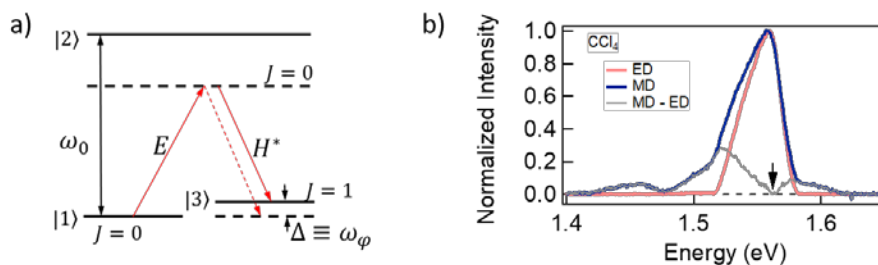 a)
|2⟩
J = 0
ω₀
E
H*
|3⟩
J = 1
|1⟩
J = 0
Δ ≡ ω_φ
b)
Normalized Intensity
1.0
0.8
0.6
0.4
0.2
0.0
CCl₄
ED
MD
MD - ED
1.4
1.5
1.6
Energy (eV)